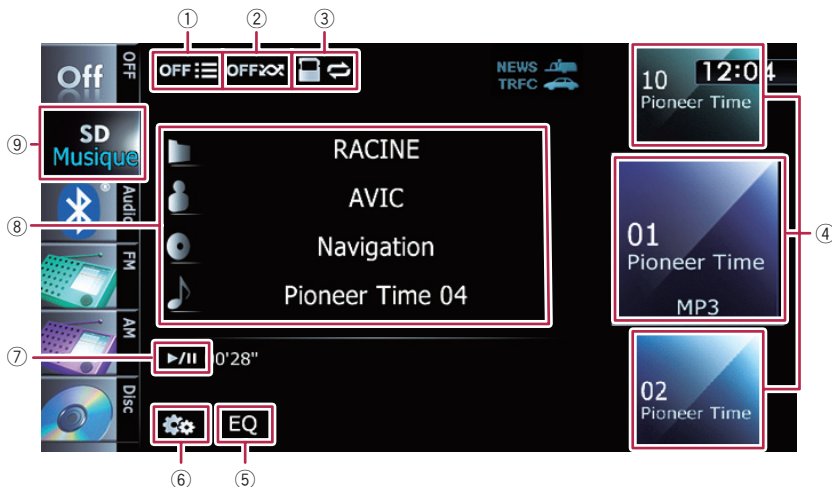 ① ② ③
Off
OFF
OFF
OFF
NEWS
TRFC
12:04
10
Pioneer Time
SD
Musique
⑨
RACINE
Audio
AVIC
⑧
Navigation
④
01
Pioneer Time
FM
Pioneer Time 04
MP3
AM
⑦
►/II
0'28"
Disc
02
Pioneer Time
EQ
⑥ ⑤